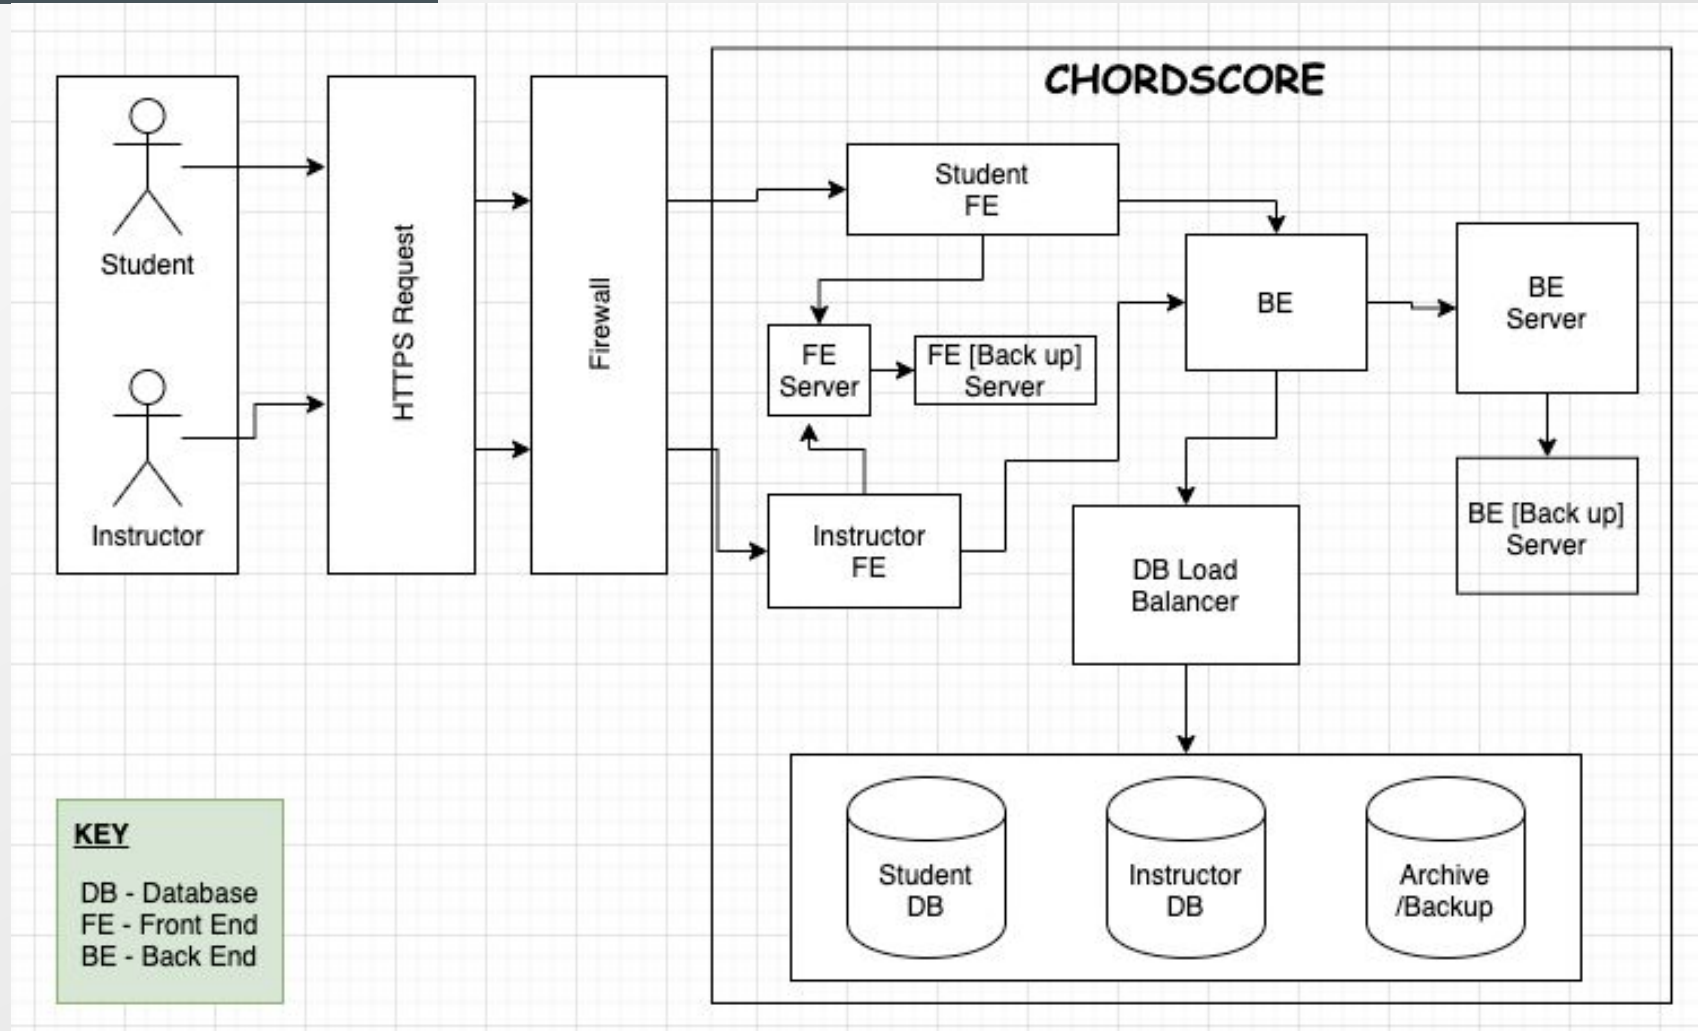 CHORDSCORE
Student
Instructor
HTTPS Request
Firewall
Student
FE
FE
Server
FE [Back up]
Server
Instructor
FE
BE
BE
Server
BE [Back up]
Server
DB Load
Balancer
Student
DB
Instructor
DB
Archive
/Backup
KEY
DB - Database
FE - Front End
BE - Back End